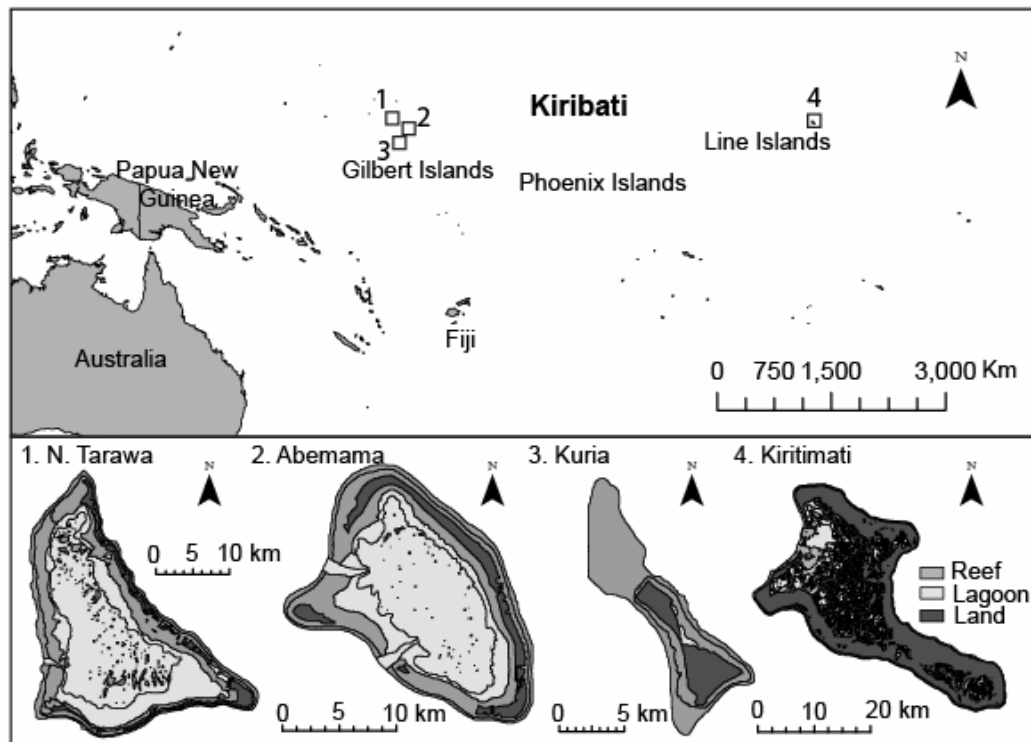 N
Kiribati
1
2
3
4
Gilbert Islands
Line Islands
Phoenix Islands
Papua New
Guinea
Fiji
Australia
0 750 1,500 3,000 Km
1. N. Tarawa
N
0 5 10 km
2. Abemama
N
0 5 10 km
3. Kuria
N
0 5 km
4. Kiritimati
N
Reef
Lagoon
Land
0 10 20 km